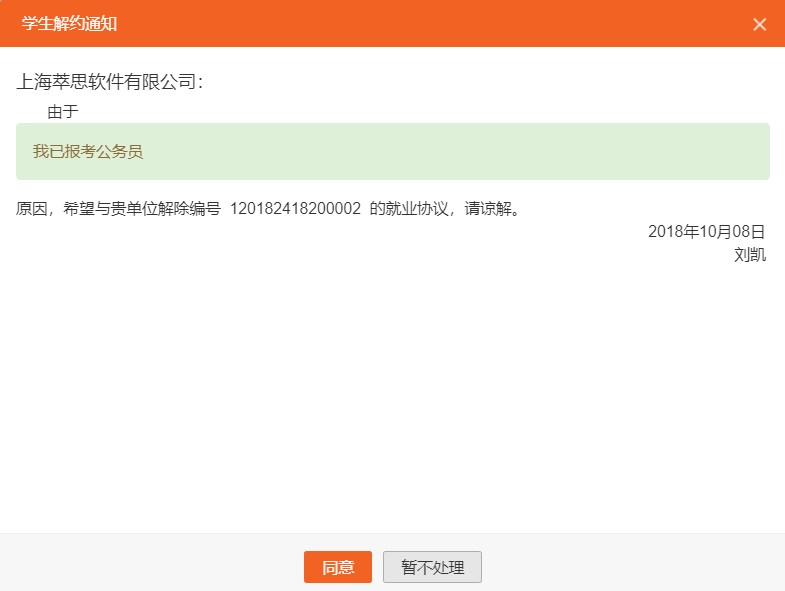 学生解约通知
上海萃思软件有限公司：
由于
我已报考公务员
原因，希望与贵单位解除编号 120182418200002 的就业协议，请谅解。
2018年10月08日
刘凯
同意 暂不处理